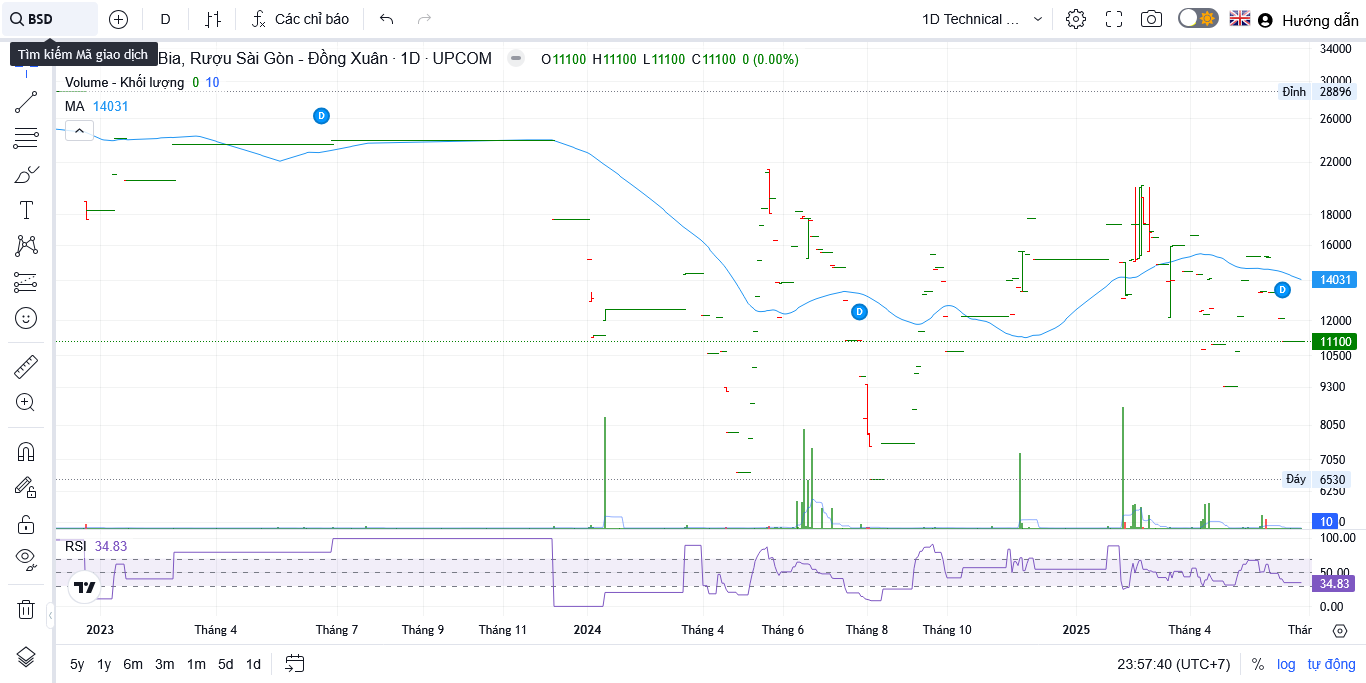 BSD
D
Các chỉ báo
1D Technical ...
Hướng dẫn
Tìm kiếm Mã giao dịch
Bia, Rượu Sài Gòn - Đồng Xuân · 1D · UPCOM
O11100 H11100 L11100 C11100 0 (0.00%)
Volume - Khối lượng 0 10
MA 14031
D
D
D
34000
30000
Đỉnh 28896
26000
22000
18000
16000
14031
12000
11100
10500
9300
8050
7050
Đáy 6530
6250
10 0
RSI 34.83
100.00
50.00
34.83
0.00
2023 Tháng 4 Tháng 7 Tháng 9 Tháng 11 2024 Tháng 4 Tháng 6 Tháng 8 Tháng 10 2025 Tháng 4 Thár
5y 1y 6m 3m 1m 5d 1d
23:57:40 (UTC+7) % log tự động